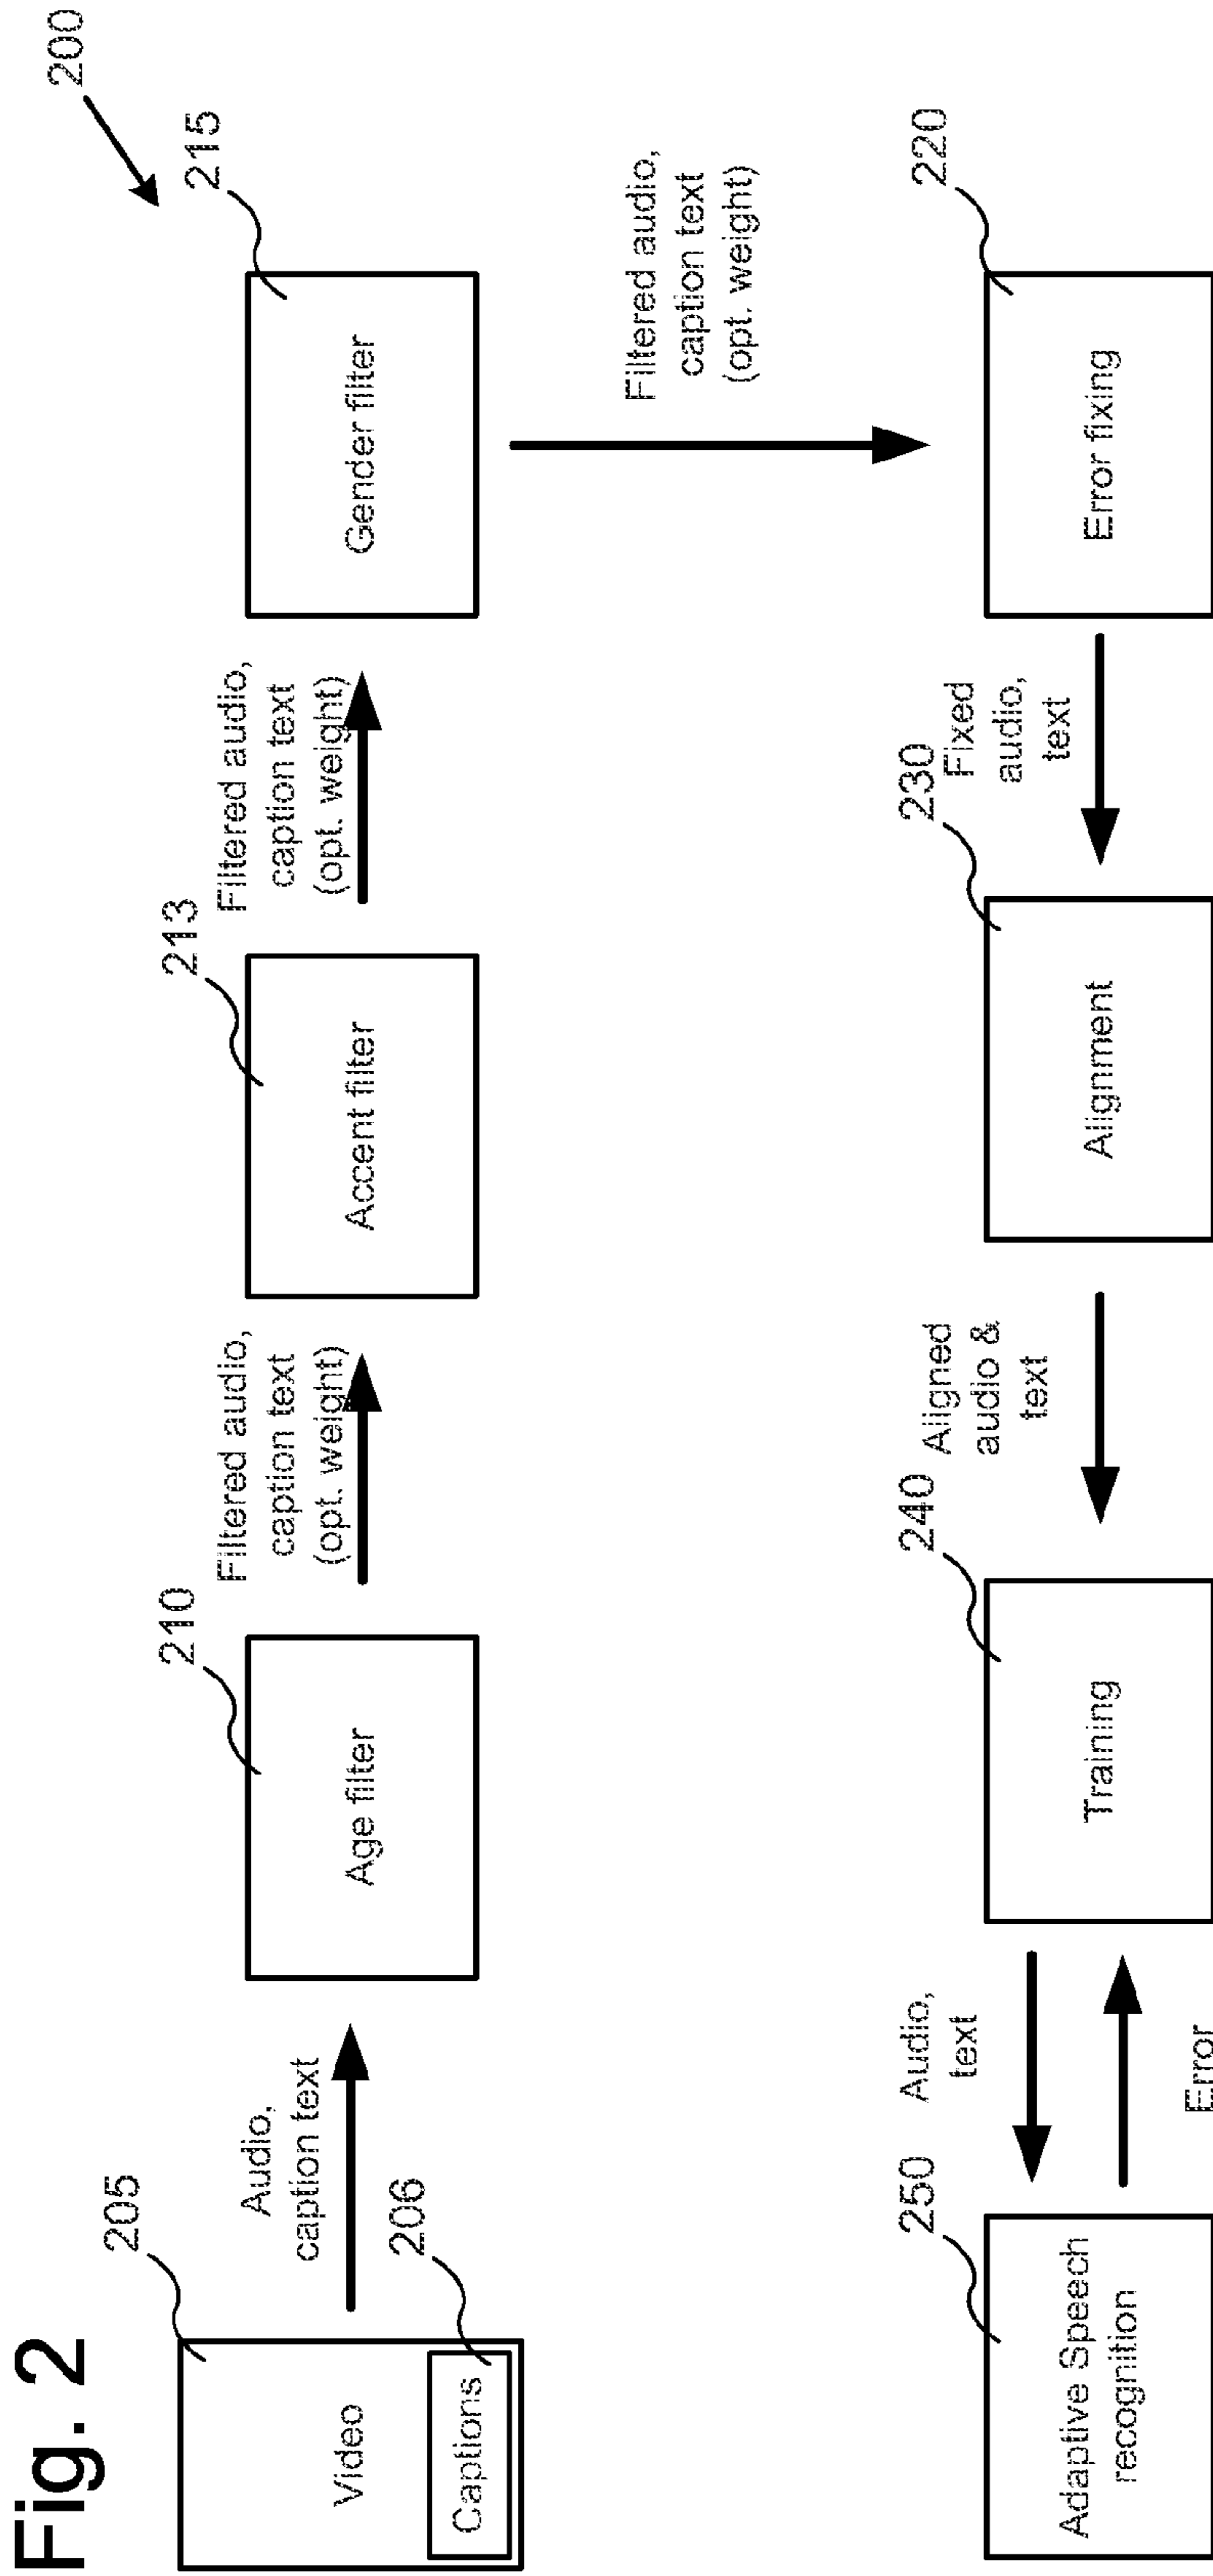 Fig. 2
200
205
Video
206
Captions
Audio,
caption text
210
Age filter
Filtered audio,
caption text
(opt. weight)
213
Accent filter
Filtered audio,
caption text
(opt. weight)
215
Gender filter
Filtered audio,
caption text
(opt. weight)
220
Error fixing
Fixed
audio,
text
230
Alignment
Aligned
audio &
text
240
Training
Audio,
text
Error
250
Adaptive Speech
recognition